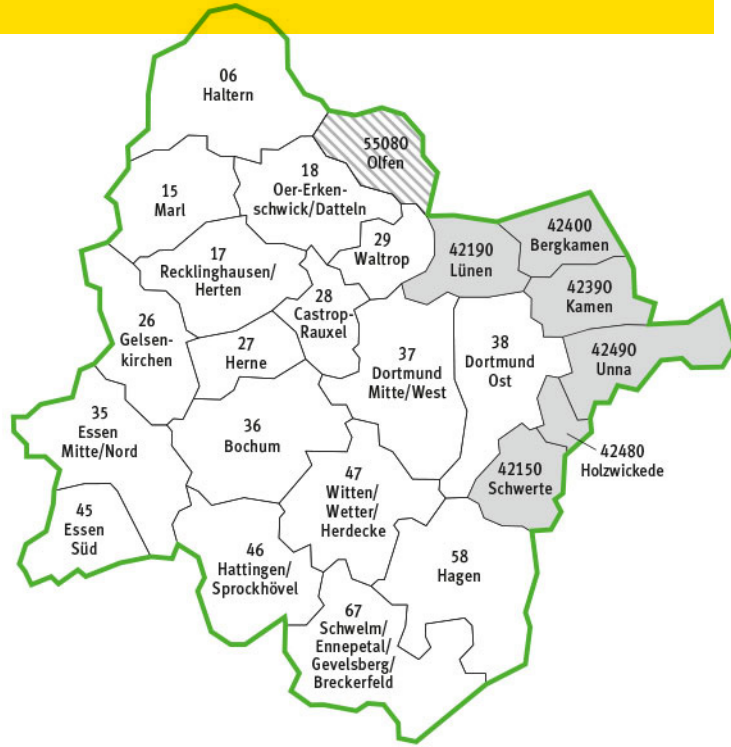 06
Haltern
55080
Olfen
18
Oer-Erken-
schwick/Datteln
15
Marl
29
Waltrop
42190
Lünen
42400
Bergkamen
17
Recklinghausen/
Herten
42390
Kamen
28
Castrop-
Rauxel
26
Gelsen-
kirchen
27
Herne
37
Dortmund
Mitte/West
38
Dortmund
Ost
42490
Unna
35
Essen
Mitte/Nord
36
Bochum
42480
Holzwickede
47
Witten/
Wetter/
Herdecke
42150
Schwerte
45
Essen
Süd
46
Hattingen/
Sprockhövel
58
Hagen
67
Schwelm/
Ennepetal/
Gevelsberg/
Breckerfeld